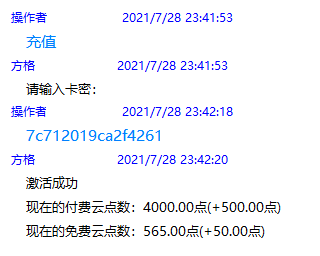 操作者 2021/7/28 23:41:53
充值
方格 2021/7/28 23:41:53
请输入卡密：
操作者 2021/7/28 23:42:18
7c712019ca2f4261
方格 2021/7/28 23:42:20
激活成功
现在的付费云点数：4000.00点(+500.00点)
现在的免费云点数：565.00点(+50.00点)